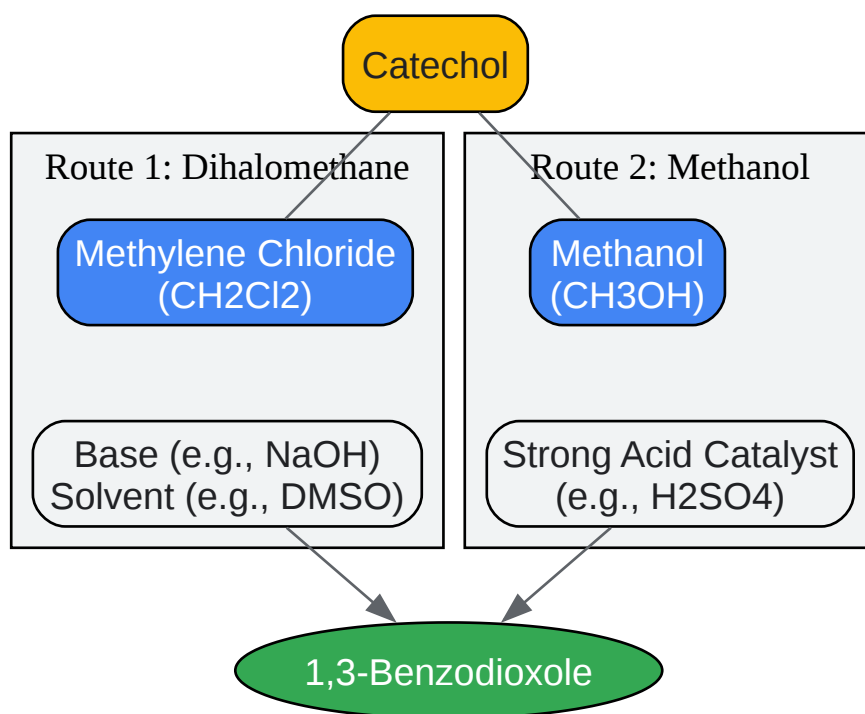 Catechol
Route 1: Dihalomethane
Route 2: Methanol
Methylene Chloride
(CH2Cl2)
Methanol
(CH3OH)
Base (e.g., NaOH)
Solvent (e.g., DMSO)
Strong Acid Catalyst
(e.g., H2SO4)
1,3-Benzodioxole